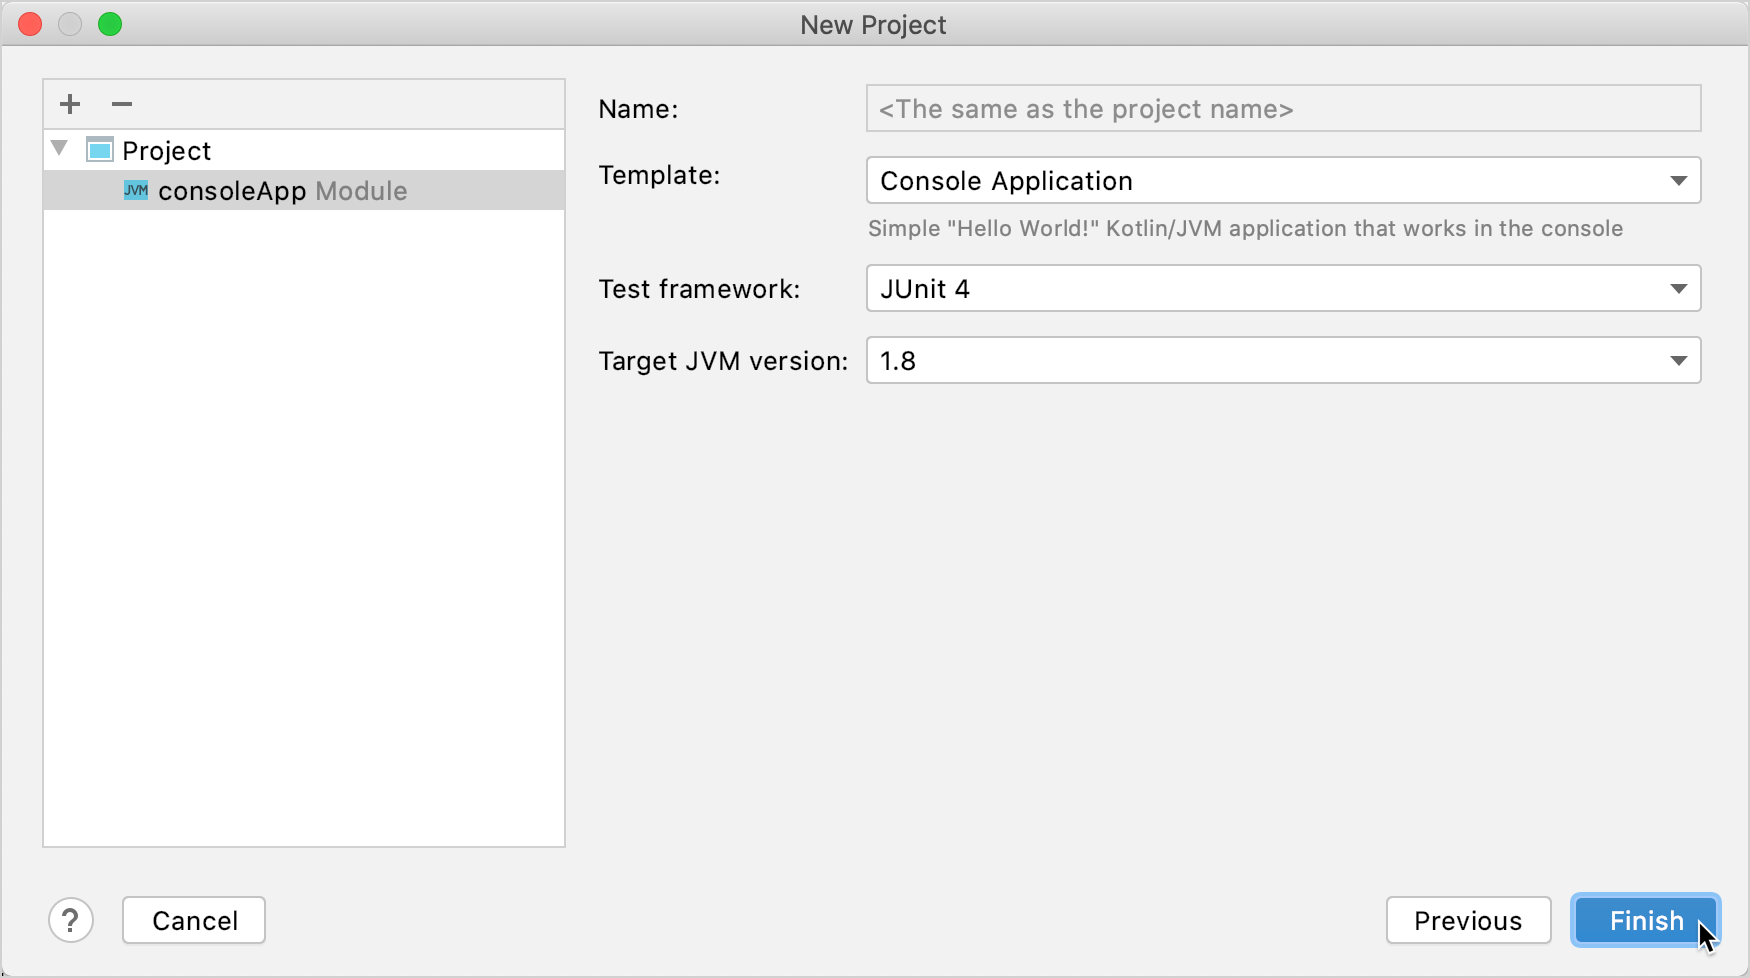 New Project
Project
JVM consoleApp Module
Name: <The same as the project name>
Template: Console Application
Simple "Hello World!" Kotlin/JVM application that works in the console
Test framework: JUnit 4
Target JVM version: 1.8
? Cancel Previous Finish